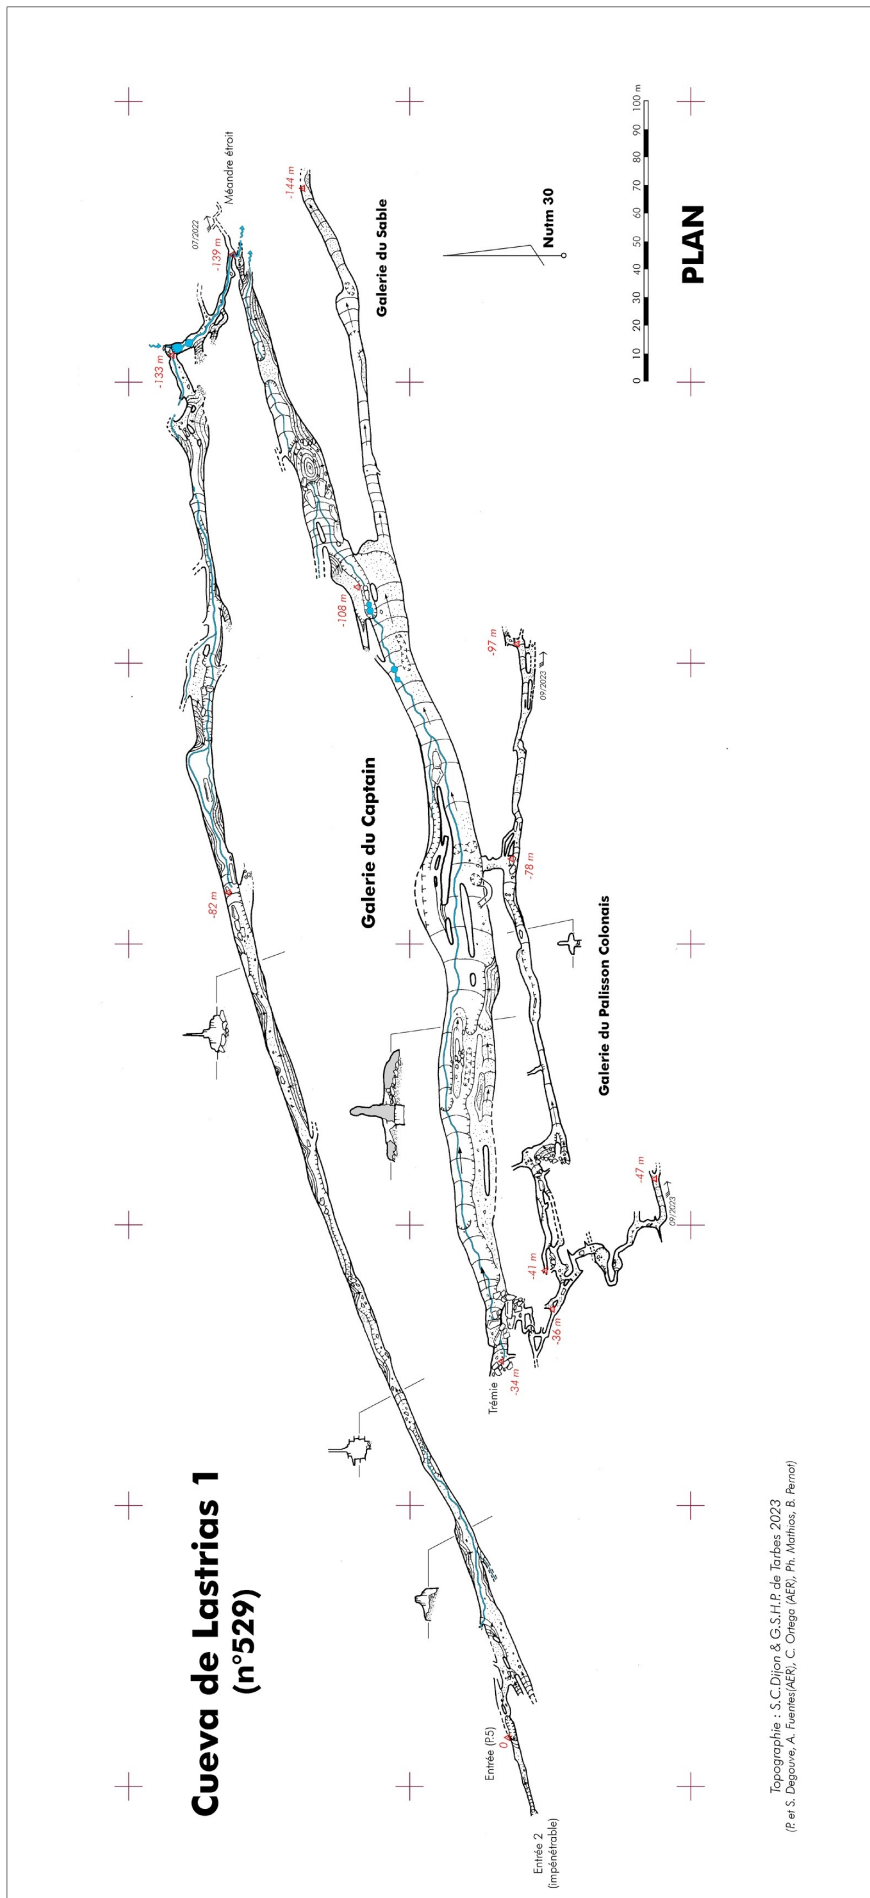 Cueva de Lastrias 1
(n°529)
PLAN
0 10 20 30 40 50 60 70 80 90 100 m
Nutm 30
Entrée 2
(impénétrable)
Entrée (P.5)
0
-82 m
-133 m
-139 m
07/2022
Méandre étroit
Galerie du Captain
Trémie
-34 m
-108 m
Galerie du Sable
-144 m
Galerie du Palisson Colonais
-36 m
-41 m
-47 m
09/2023
-78 m
-97 m
09/2023
Topographie : S.C.Dijon & G.S.H.P. de Tarbes 2023
(P. et S. Degouve, A. Fuentes(AER), C. Ortega (AER), Ph. Mathios, B. Pernot)